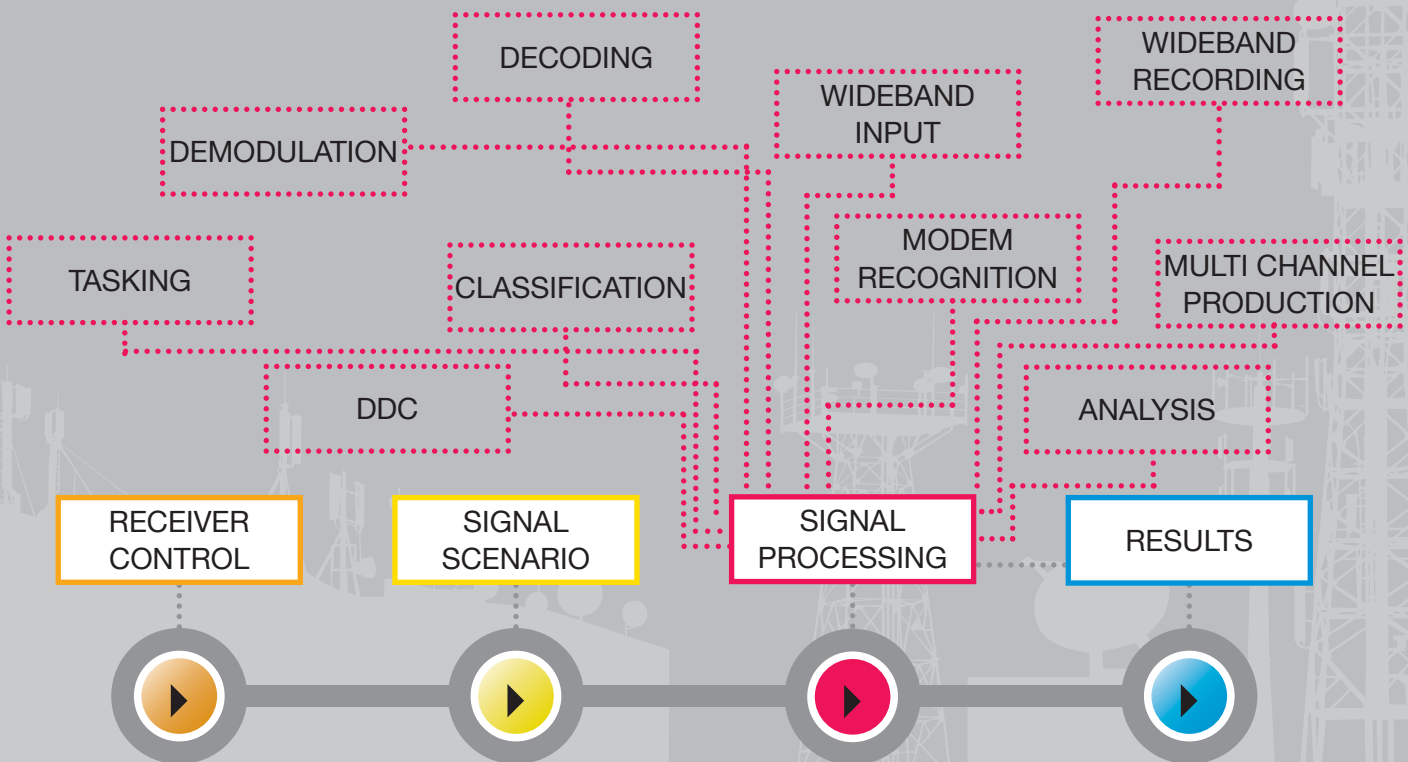 DECODING
WIDEBAND
RECORDING
WIDEBAND
INPUT
DEMODULATION
MODEM
RECOGNITION
TASKING
CLASSIFICATION
MULTI CHANNEL
PRODUCTION
DDC
ANALYSIS
RECEIVER
CONTROL
SIGNAL
SCENARIO
SIGNAL
PROCESSING
RESULTS